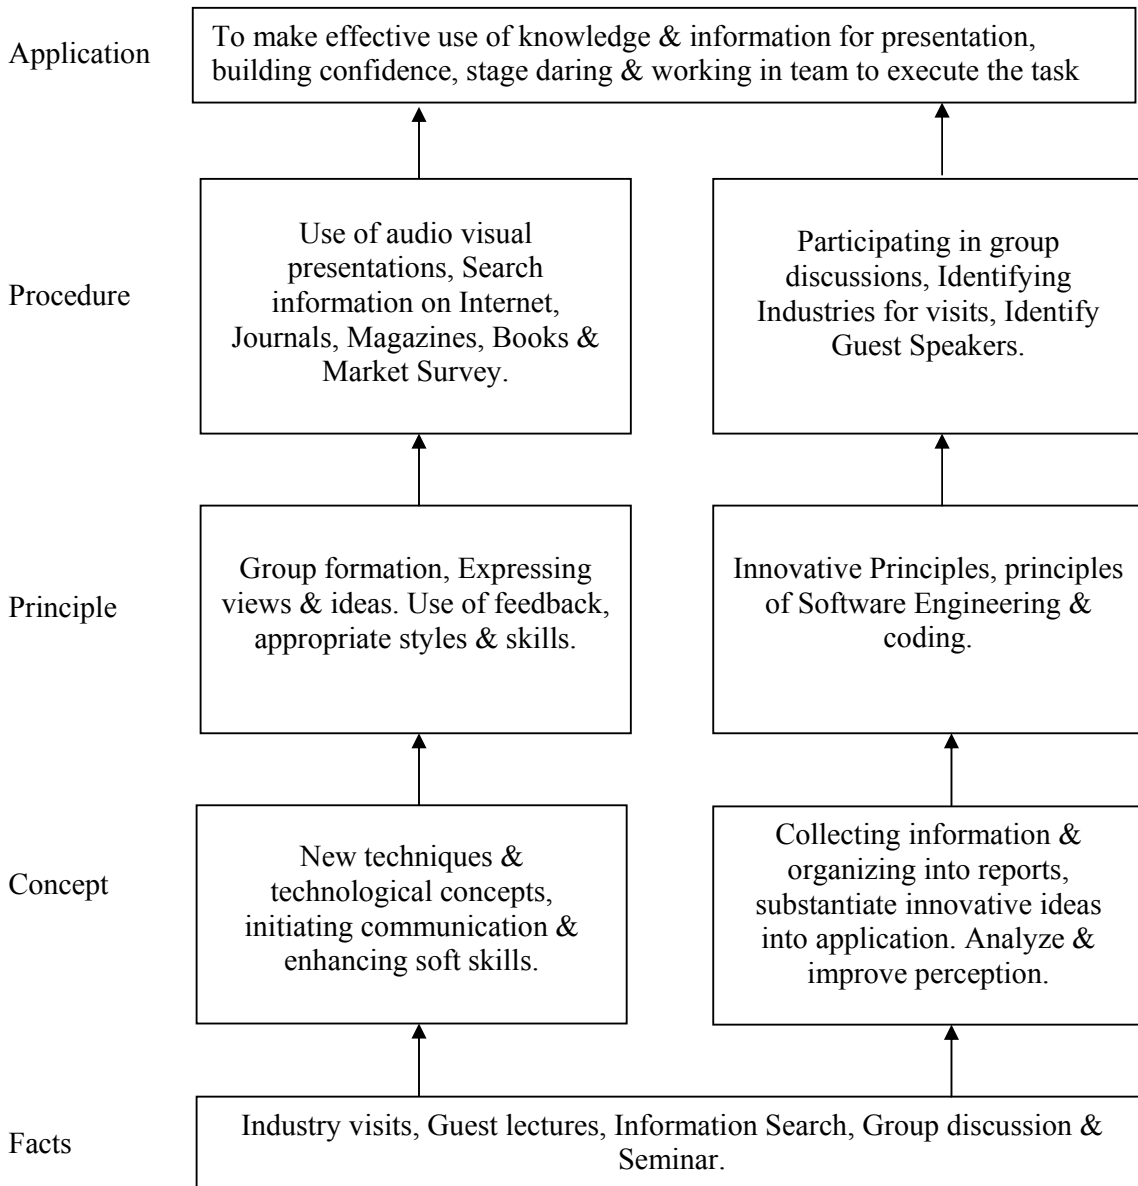 Application
To make effective use of knowledge & information for presentation,
building confidence, stage daring & working in team to execute the task
Procedure
Use of audio visual
presentations, Search
information on Internet,
Journals, Magazines, Books &
Market Survey.
Participating in group
discussions, Identifying
Industries for visits, Identify
Guest Speakers.
Principle
Group formation, Expressing
views & ideas. Use of feedback,
appropriate styles & skills.
Innovative Principles, principles
of Software Engineering &
coding.
Concept
New techniques &
technological concepts,
initiating communication &
enhancing soft skills.
Collecting information &
organizing into reports,
substantiate innovative ideas
into application. Analyze &
improve perception.
Facts
Industry visits, Guest lectures, Information Search, Group discussion &
Seminar.